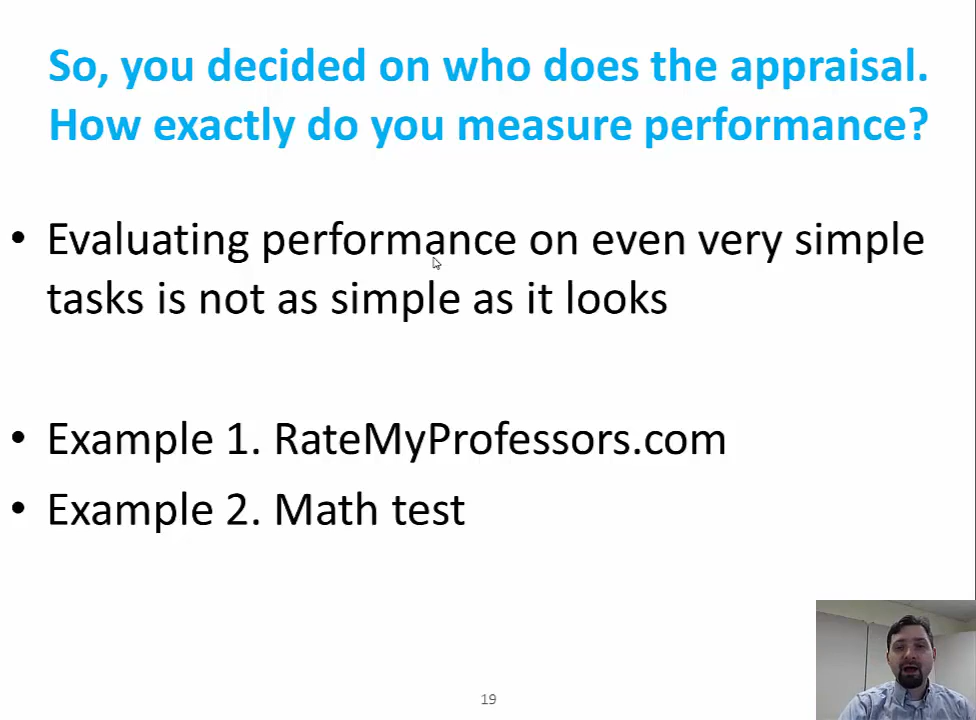 So, you decided on who does the appraisal.
How exactly do you measure performance?
• Evaluating performance on even very simple
tasks is not as simple as it looks
• Example 1. RateMyProfessors.com
• Example 2. Math test
19